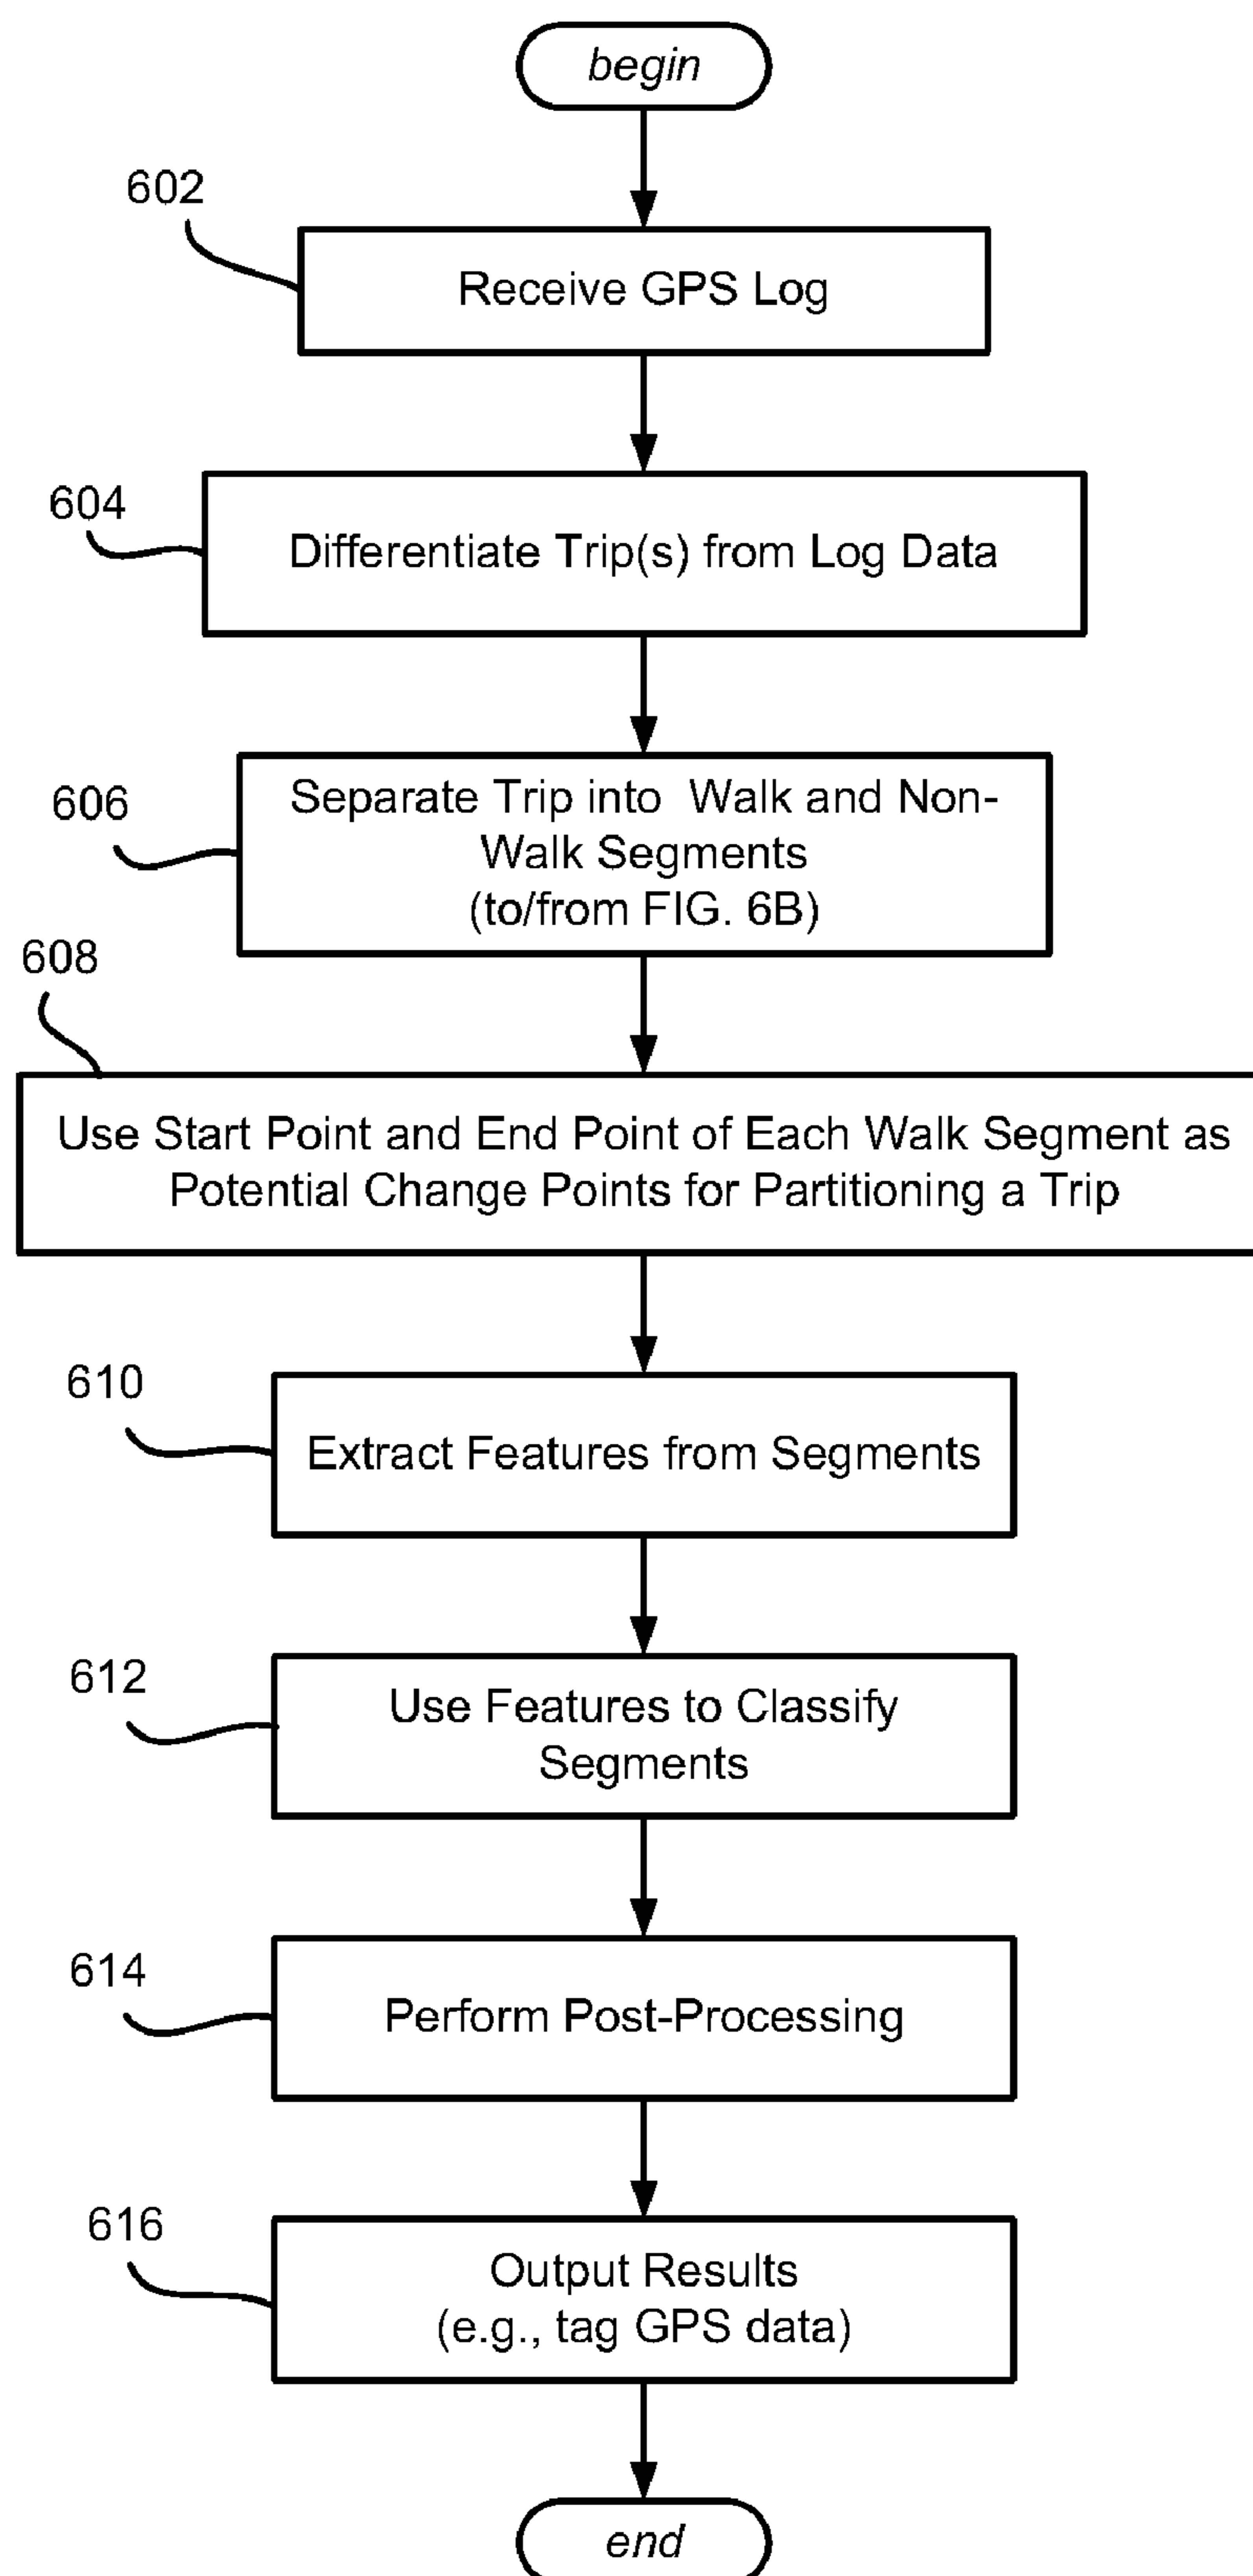 begin
602
Receive GPS Log
604
Differentiate Trip(s) from Log Data
606
Separate Trip into Walk and Non-
Walk Segments
(to/from FIG. 6B)
608
Use Start Point and End Point of Each Walk Segment as
Potential Change Points for Partitioning a Trip
610
Extract Features from Segments
612
Use Features to Classify
Segments
614
Perform Post-Processing
616
Output Results
(e.g., tag GPS data)
end